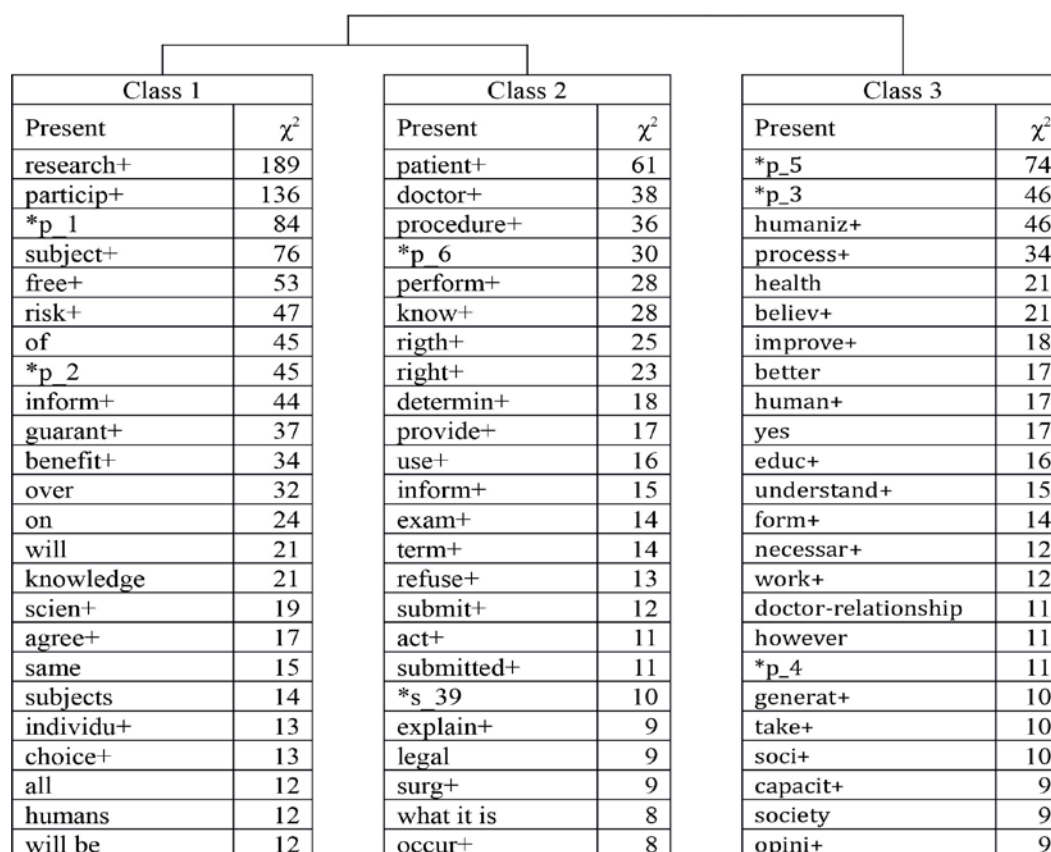 Class 1
Present χ²
research+ 189
particip+ 136
*p_1 84
subject+ 76
free+ 53
risk+ 47
of 45
*p_2 45
inform+ 44
guarant+ 37
benefit+ 34
over 32
on 24
will 21
knowledge 21
scien+ 19
agree+ 17
same 15
subjects 14
individu+ 13
choice+ 13
all 12
humans 12
will be 12
Class 2
Present χ²
patient+ 61
doctor+ 38
procedure+ 36
*p_6 30
perform+ 28
know+ 28
rigth+ 25
right+ 23
determin+ 18
provide+ 17
use+ 16
inform+ 15
exam+ 14
term+ 14
refuse+ 13
submit+ 12
act+ 11
submitted+ 11
*s_39 10
explain+ 9
legal 9
surg+ 9
what it is 8
occur+ 8
Class 3
Present χ²
*p_5 74
*p_3 46
humaniz+ 46
process+ 34
health 21
believ+ 21
improve+ 18
better 17
human+ 17
yes 17
educ+ 16
understand+ 15
form+ 14
necessar+ 12
work+ 12
doctor-relationship 11
however 11
*p_4 11
generat+ 10
take+ 10
soci+ 10
capacit+ 9
society 9
opini+ 9